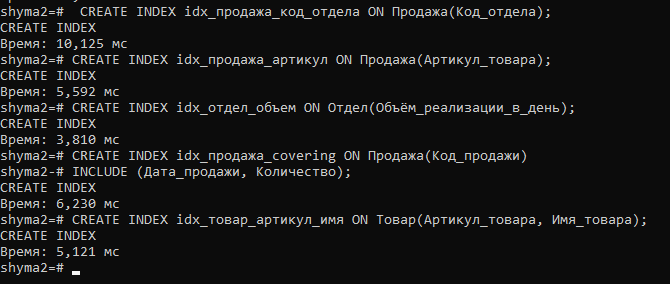 shyma2=#  CREATE INDEX idx_продажа_код_отдела ON Продажа(Код_отдела);
CREATE INDEX
Время: 10,125 мс
shyma2=# CREATE INDEX idx_продажа_артикул ON Продажа(Артикул_товара);
CREATE INDEX
Время: 5,592 мс
shyma2=# CREATE INDEX idx_отдел_объем ON Отдел(Объём_реализации_в_день);
CREATE INDEX
Время: 3,810 мс
shyma2=# CREATE INDEX idx_продажа_covering ON Продажа(Код_продажи)
shyma2-# INCLUDE (Дата_продажи, Количество);
CREATE INDEX
Время: 6,230 мс
shyma2=# CREATE INDEX idx_товар_артикул_имя ON Товар(Артикул_товара, Имя_товара);
CREATE INDEX
Время: 5,121 мс
shyma2=#